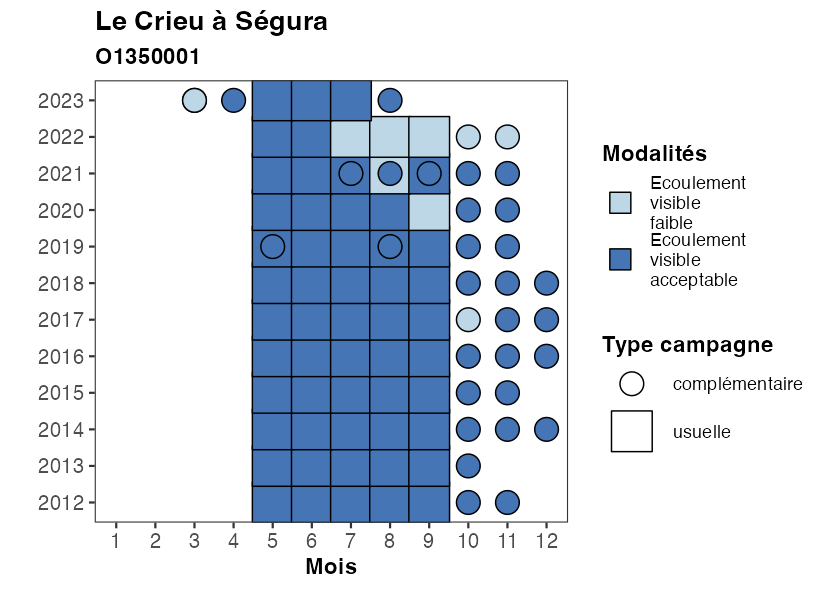 Le Crieu à Ségura
O1350001
2023
2022
2021
2020
2019
2018
2017
2016
2015
2014
2013
2012
1 2 3 4 5 6 7 8 9 10 11 12
Mois
Modalités
Ecoulement
visible
faible
Ecoulement
visible
acceptable
Type campagne
complémentaire
usuelle